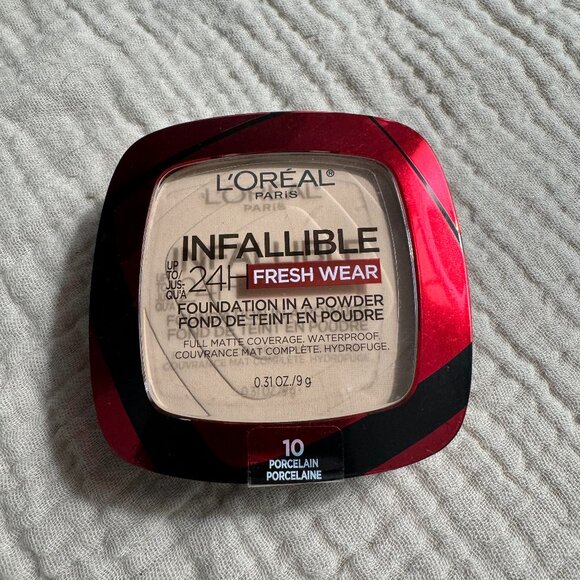 L'ORÉAL®
PARIS
INFALLIBLE
UP TO/ JUS- QU'À 24H FRESH WEAR
FOUNDATION IN A POWDER
FOND DE TEINT EN POUDRE
FULL MATTE COVERAGE. WATERPROOF.
COUVRANCE MAT COMPLÈTE. HYDROFUGE.
0.31 OZ./9 g
10
PORCELAIN
PORCELAINE